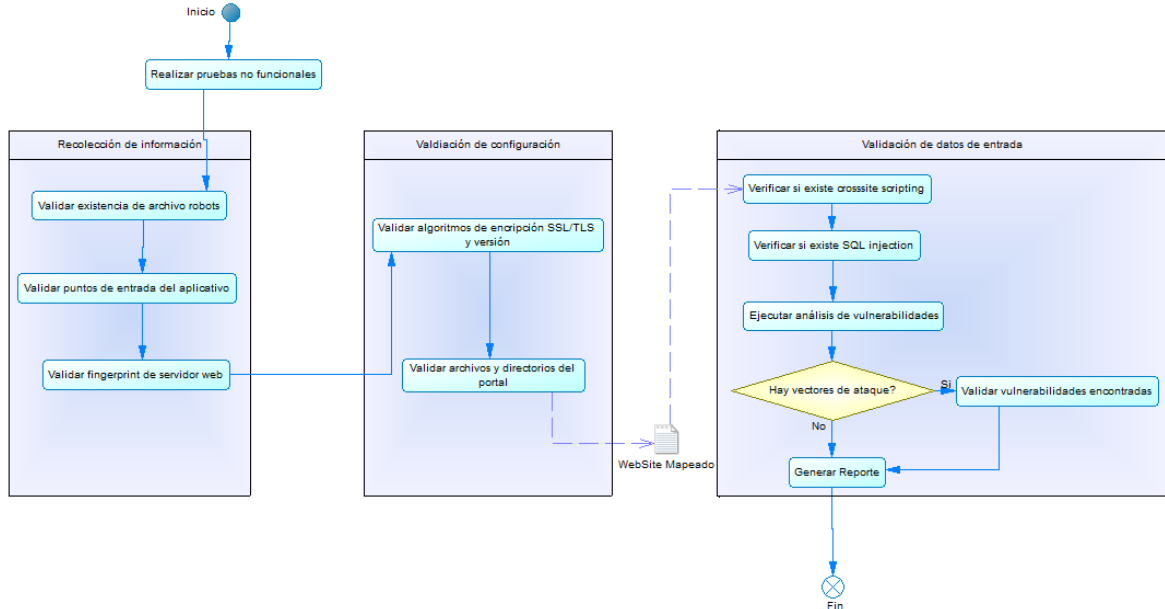 Inicio
Realizar pruebas no funcionales
Recolección de información
Validar existencia de archivo robots
Validar puntos de entrada del aplicativo
Validar fingerprint de servidor web
Valdiación de configuración
Validar algoritmos de encripción SSL/TLS
y versión
Validar archivos y directorios del
portal
WebSite Mapeado
Validación de datos de entrada
Verificar si existe crosssite scripting
Verificar si existe SQL injection
Ejecutar análisis de vulnerabilidades
Hay vectores de ataque?
Si
Validar vulnerabilidades encontradas
No
Generar Reporte
Fin